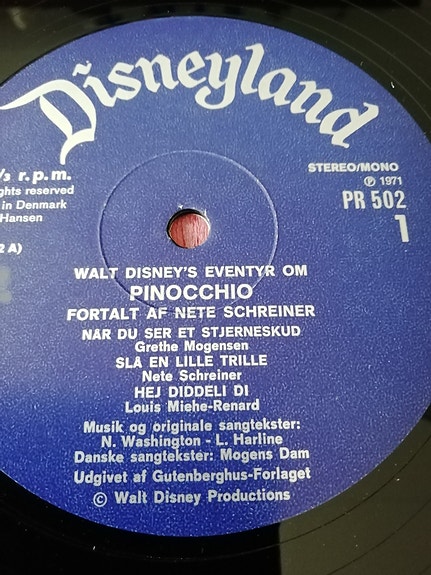 Disneyland
⅓ r.p.m.
ghts reserved
in Denmark
Hansen
2 A)
STEREO/MONO
℗ 1971
PR 502
1
WALT DISNEY'S EVENTYR OM
PINOCCHIO
FORTALT AF NETE SCHREINER
NÅR DU SER ET STJERNESKUD
Grethe Mogensen
SLÅ EN LILLE TRILLE
Nete Schreiner
HEJ DIDDELI DI
Louis Miehe-Renard
Musik og originale sangtekster:
N. Washington - L. Harline
Danske sangtekster: Mogens Dam
Udgivet af Gutenberghus-Forlaget
© Walt Disney Productions